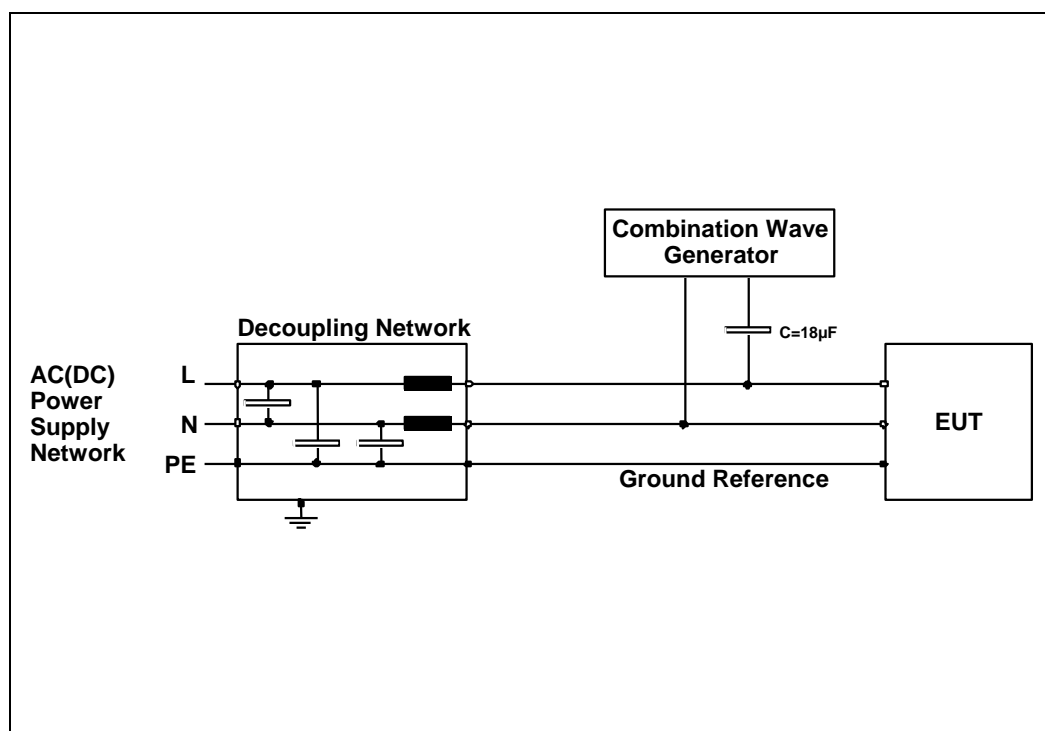 Combination Wave
Generator
Decoupling Network
C=18µF
AC(DC)
Power
Supply
Network
L
N
PE
EUT
Ground Reference